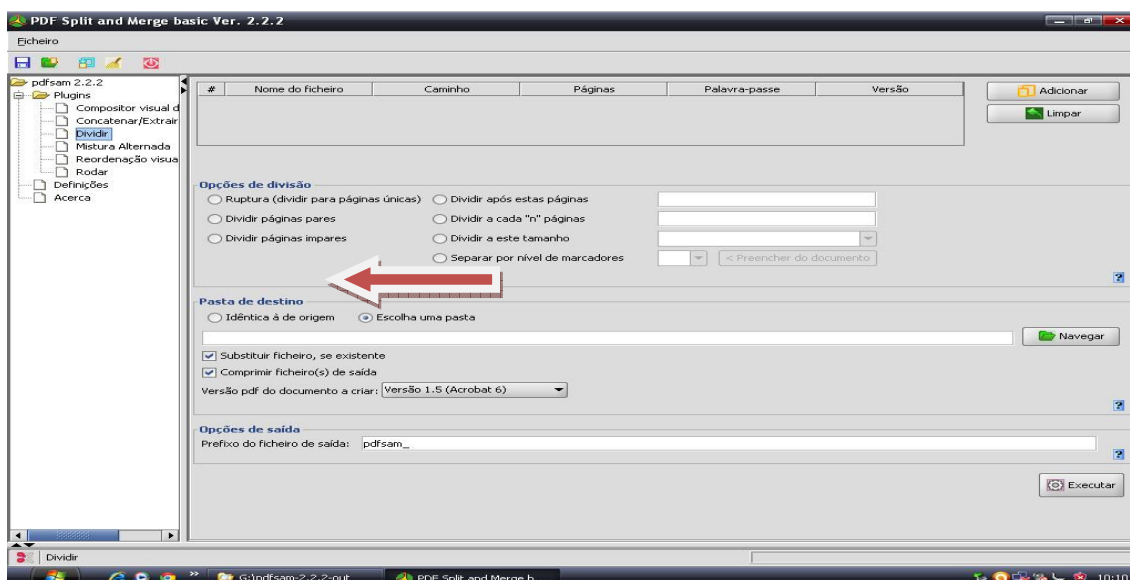 PDF Split and Merge basic Ver. 2.2.2
Ficheiro
pdfsam 2.2.2
Plugins
Compositor visual d
Concatenar/Extrair
Dividir
Mistura Alternada
Reordenação visua
Rodar
Definições
Acerca
# Nome do ficheiro Caminho Páginas Palavra-passe Versão
Adicionar
Limpar
Opções de divisão
Ruptura (dividir para páginas únicas) Dividir após estas páginas
Dividir páginas pares Dividir a cada "n" páginas
Dividir páginas impares Dividir a este tamanho
Separar por nível de marcadores < Preencher do documento
Pasta de destino
Idêntica à de origem Escolha uma pasta
Navegar
Substituir ficheiro, se existente
Comprimir ficheiro(s) de saída
Versão pdf do documento a criar: Versão 1.5 (Acrobat 6)
Opções de saída
Prefixo do ficheiro de saída: pdfsam_
Executar
Dividir
G:\pdfsam-2.2.2-out PDF Split and Merge b... 10:10